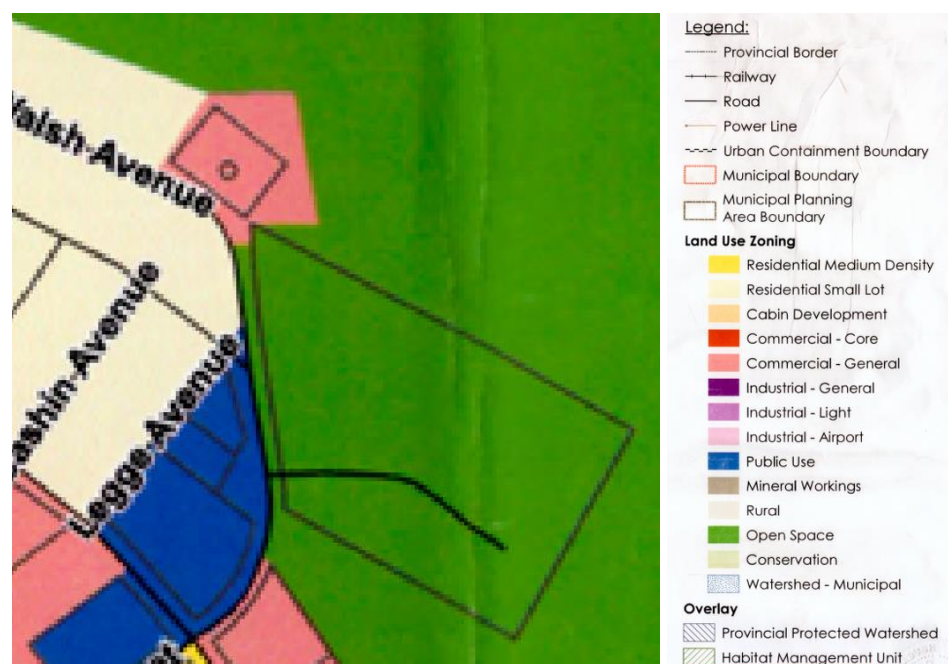 Walsh-Avenue
ashin-Avenue
Legge-Avenue
Legend:
Provincial Border
Railway
Road
Power Line
Urban Containment Boundary
Municipal Boundary
Municipal Planning
Area Boundary
Land Use Zoning
Residential Medium Density
Residential Small Lot
Cabin Development
Commercial - Core
Commercial - General
Industrial - General
Industrial - Light
Industrial - Airport
Public Use
Mineral Workings
Rural
Open Space
Conservation
Watershed - Municipal
Overlay
Provincial Protected Watershed
Habitat Management Unit